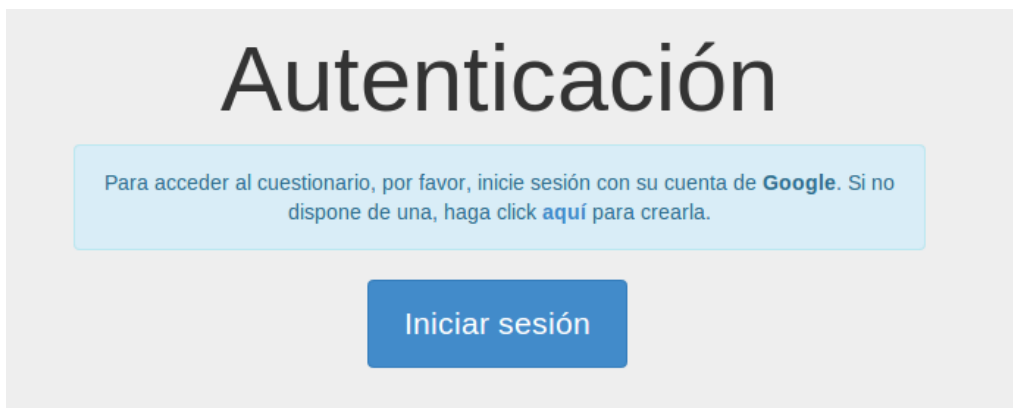 Autenticación
Para acceder al cuestionario, por favor, inicie sesión con su cuenta de Google. Si no
dispone de una, haga click aquí para crearla.
Iniciar sesión